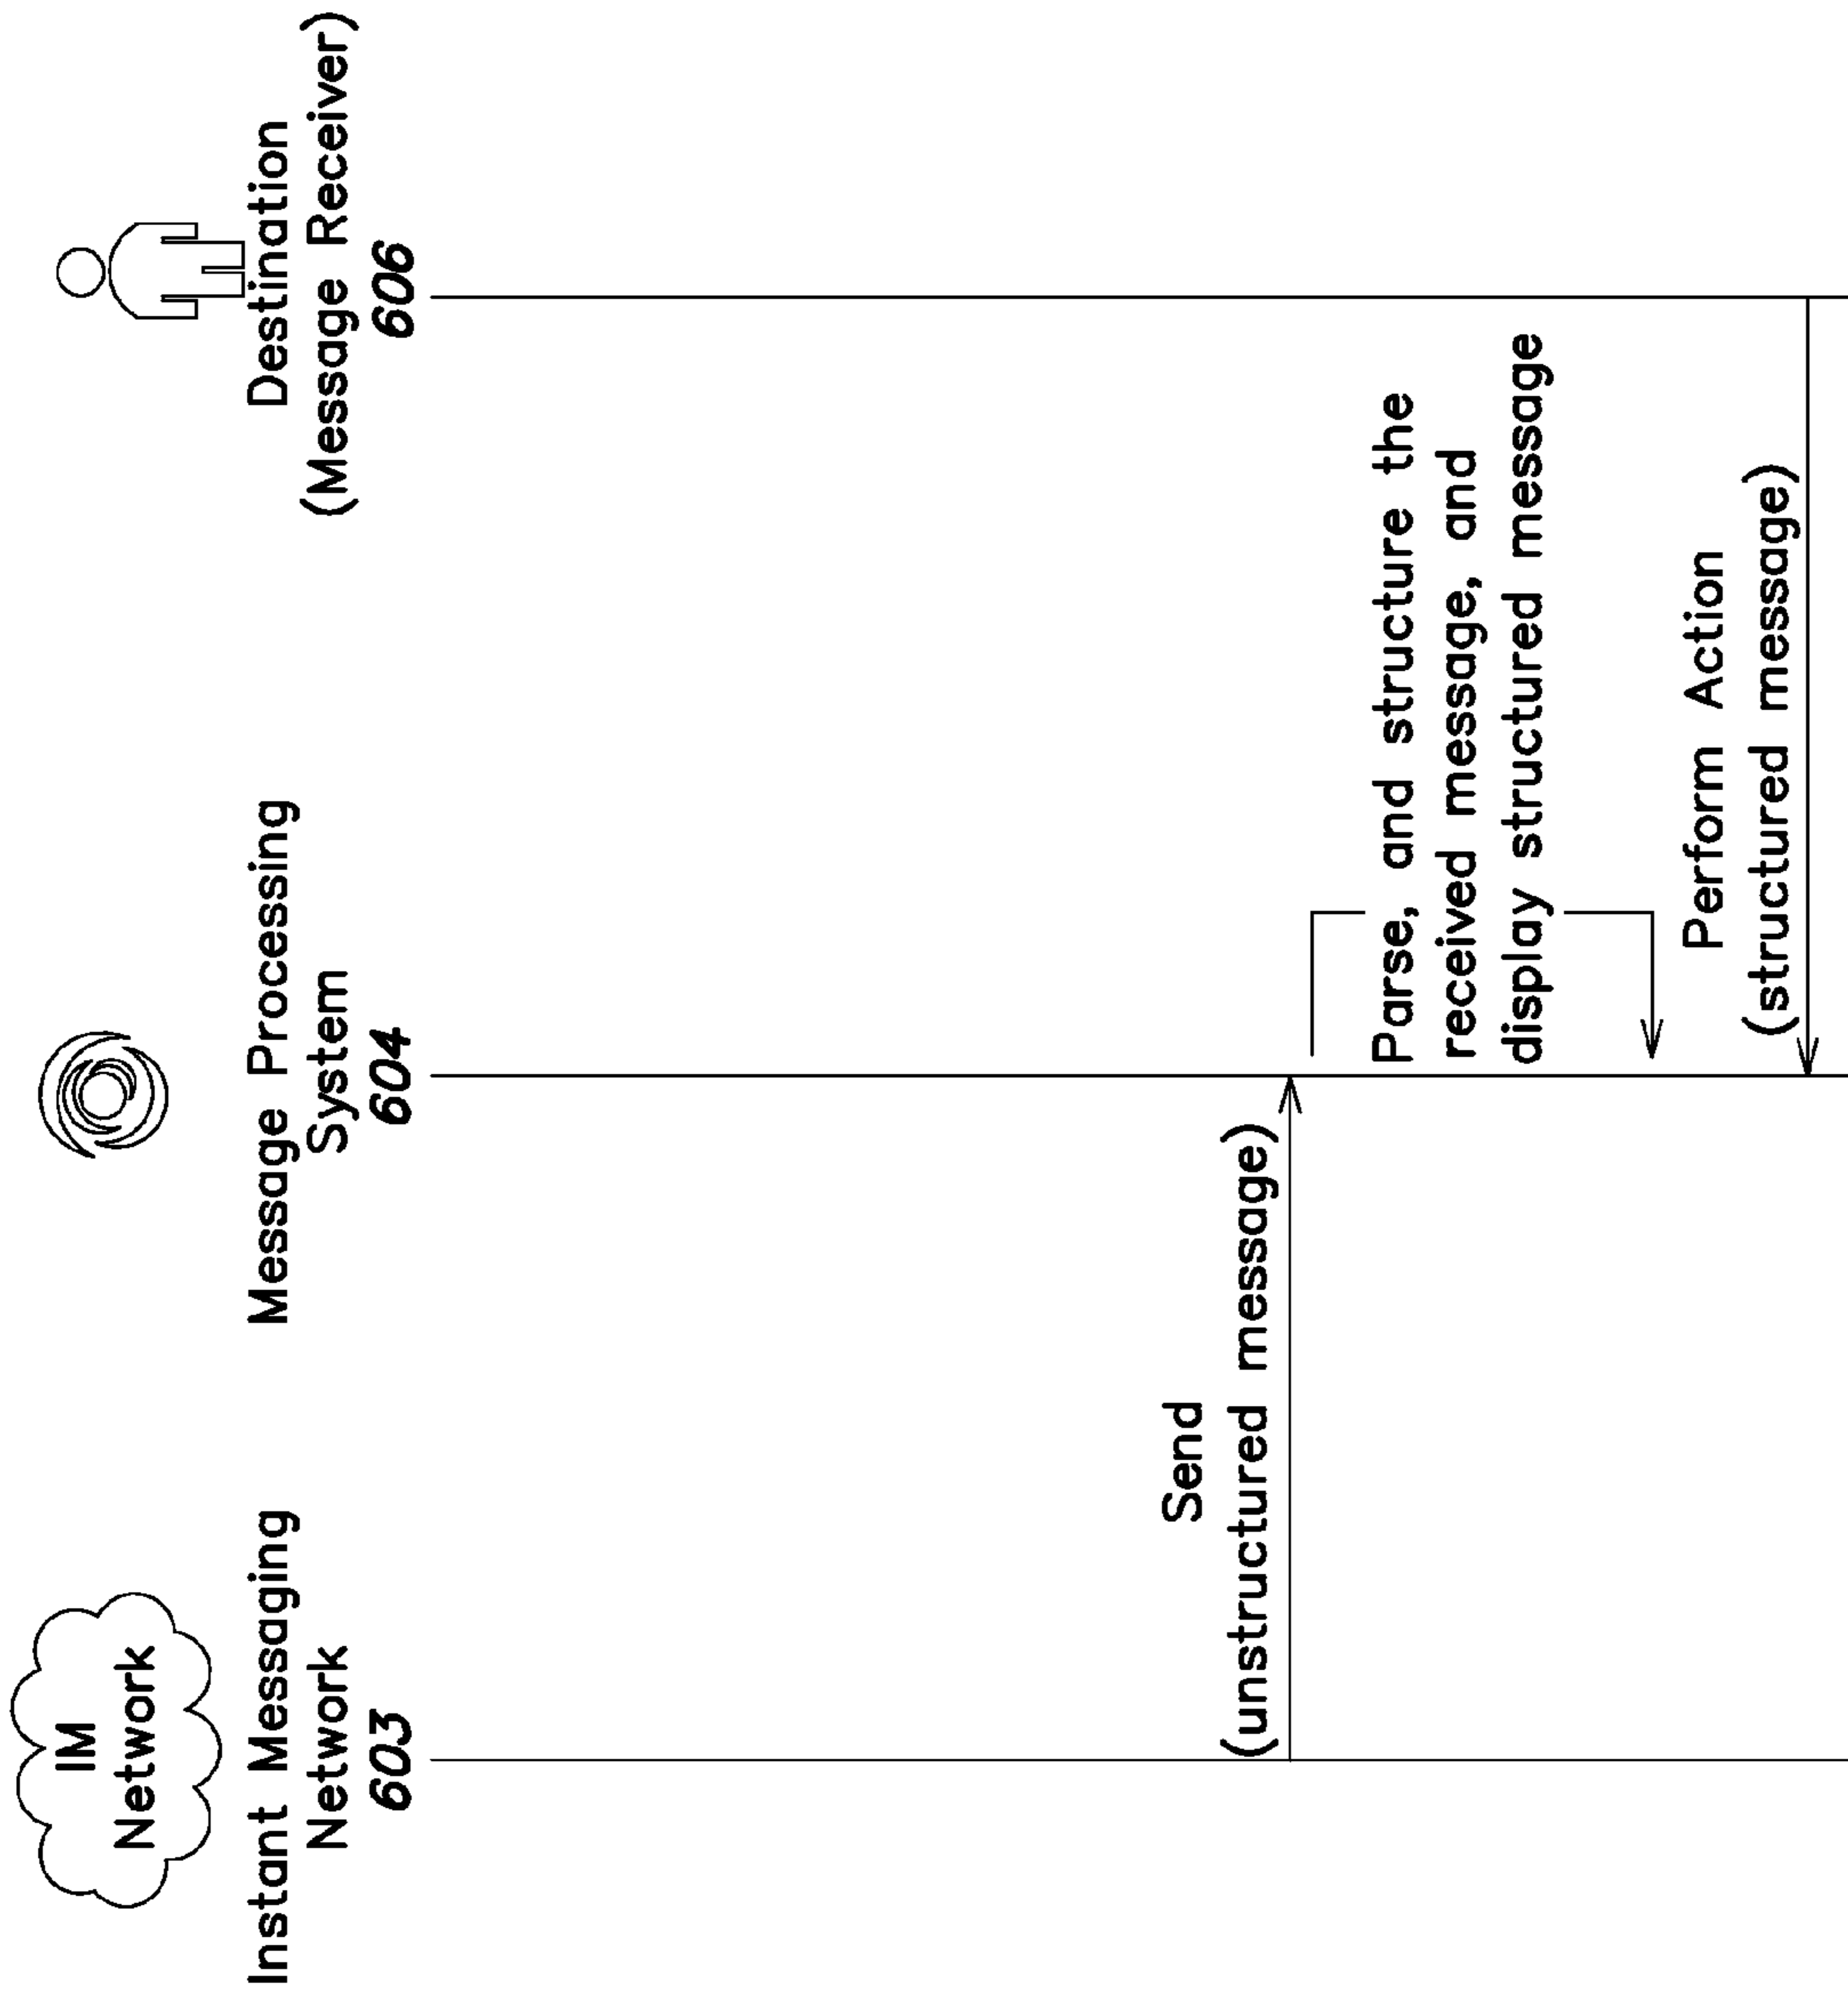 IM
Network
Instant Messaging
Network
603
Message Processing
System
604
Destination
(Message Receiver)
606
Send
(unstructured message)
Parse, and structure the
received message, and
display structured message
Perform Action
(structured message)